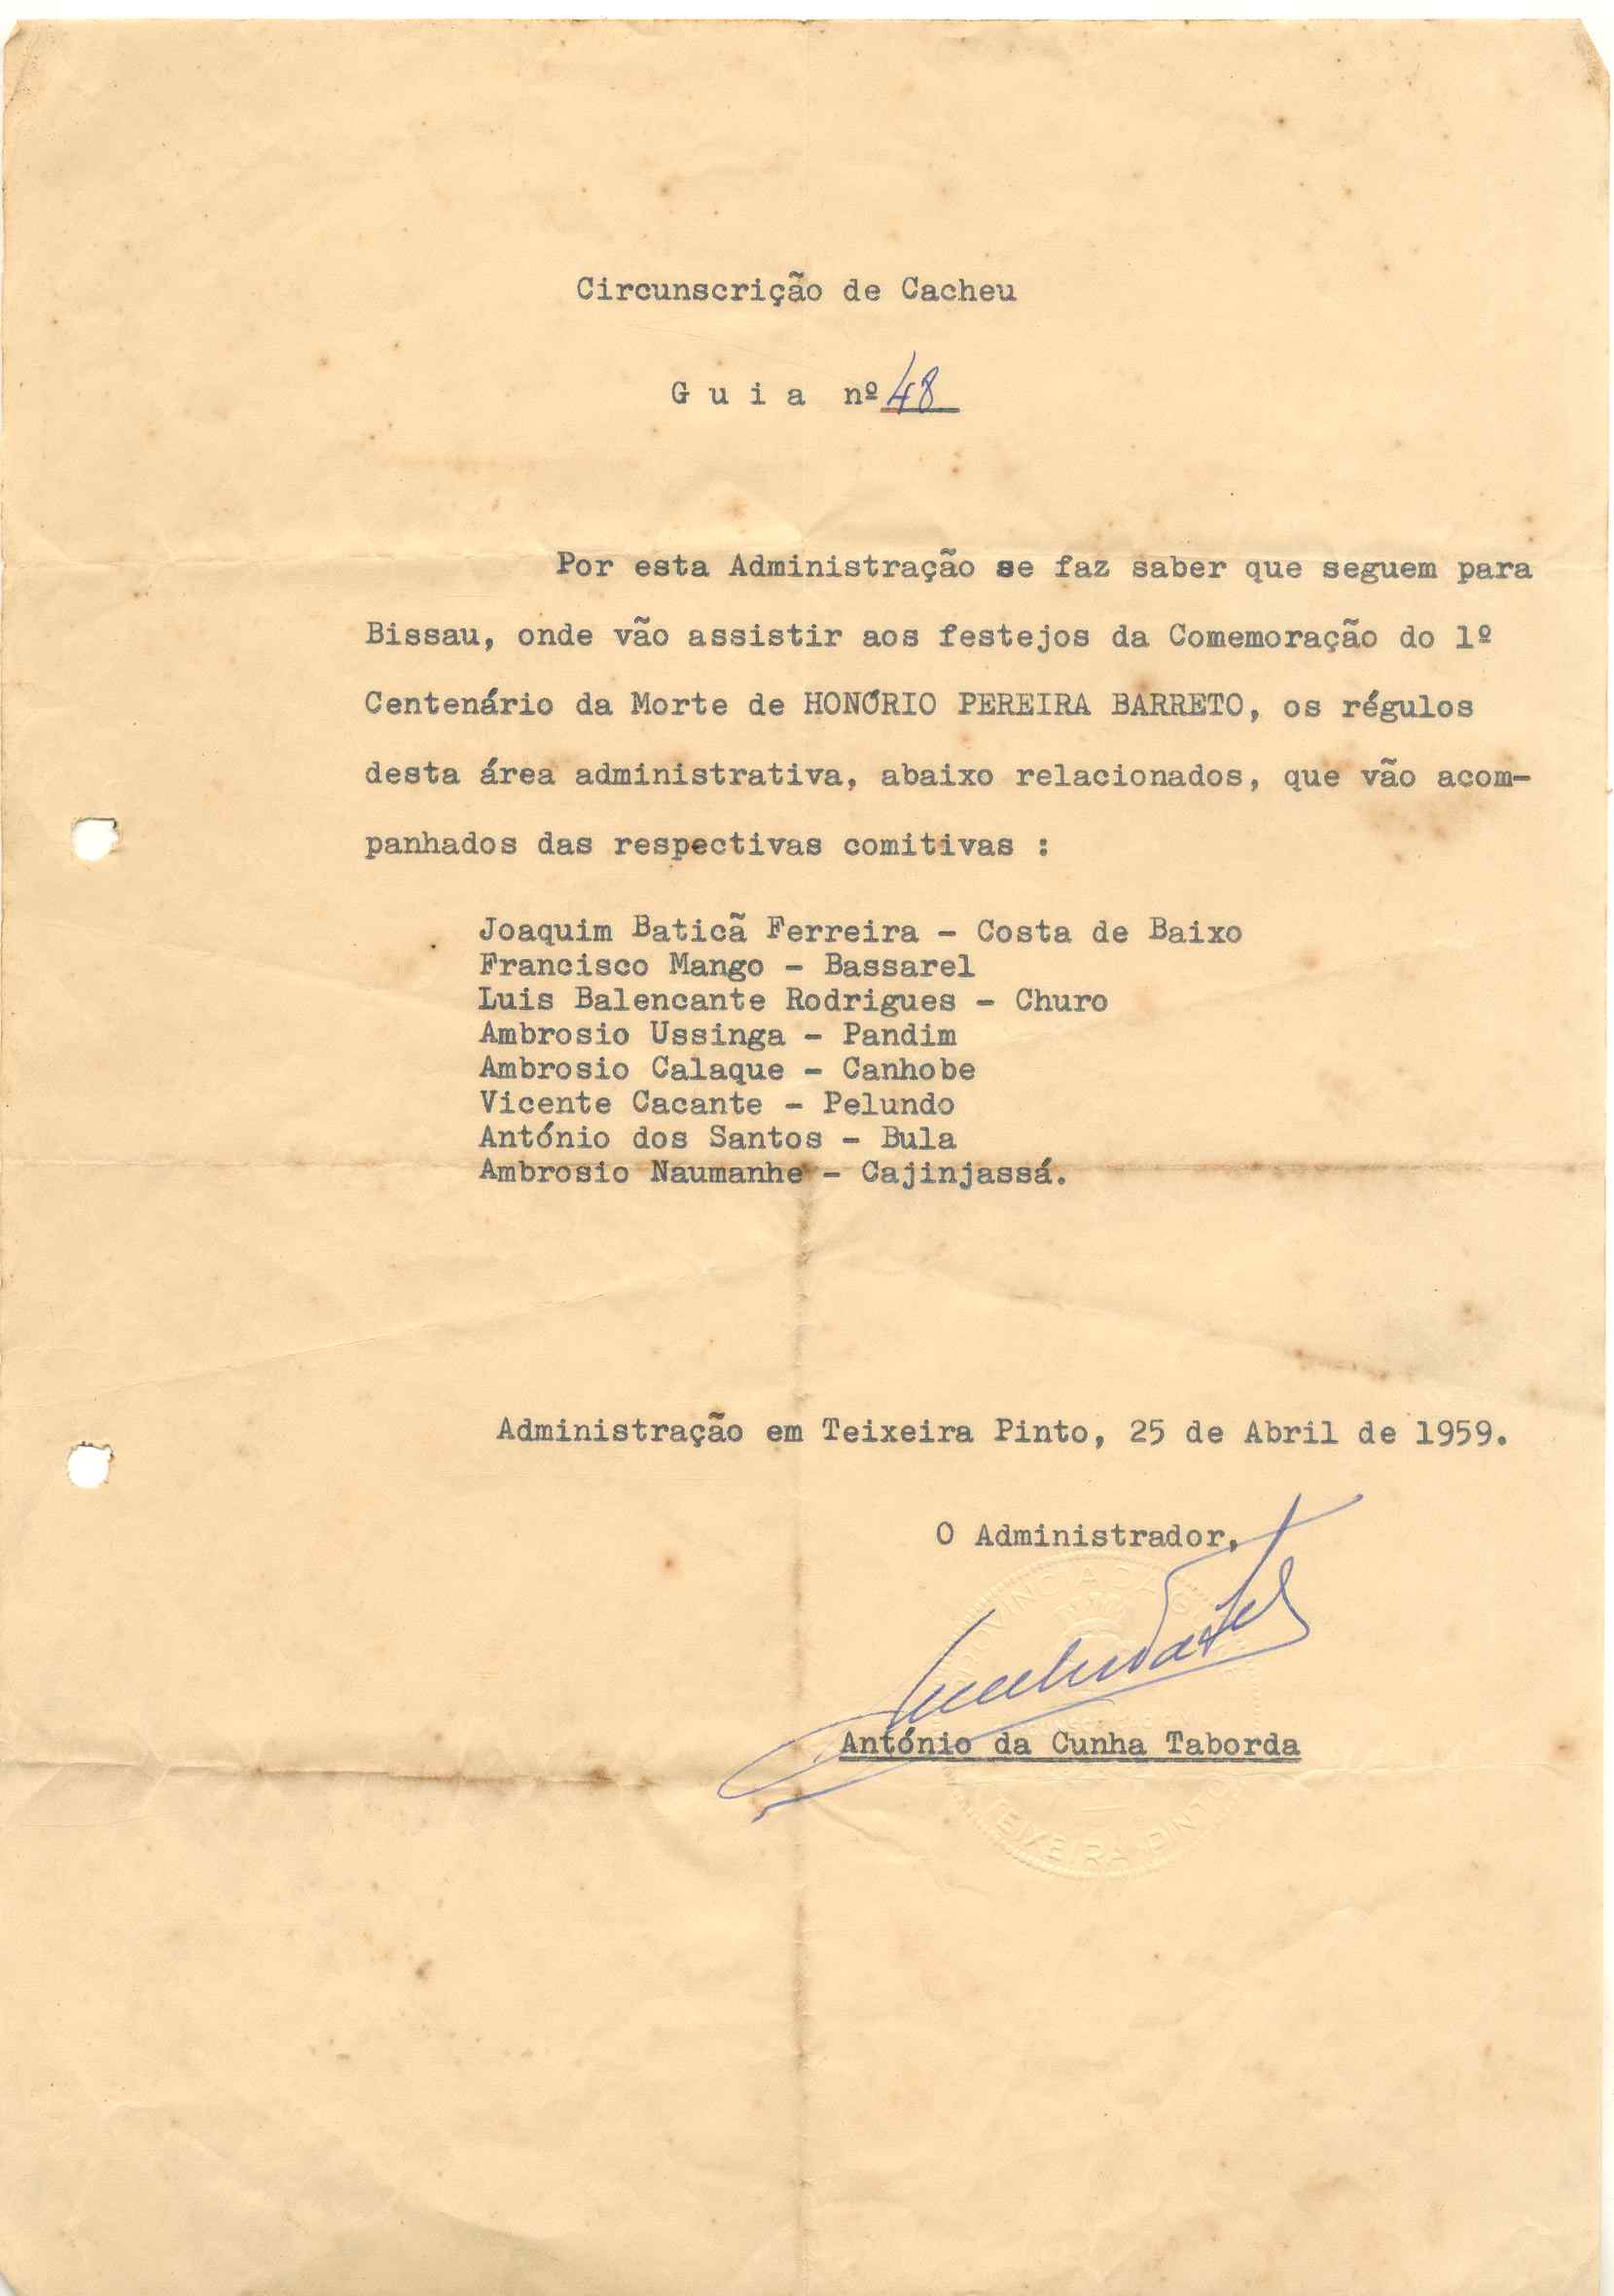 Circunscrição de Cacheu
G u i a nº 48
Por esta Administração se faz saber que seguem para
Bissau, onde vão assistir aos festejos da Comemoração do 1º
Centenário da Morte de HONÓRIO PEREIRA BARRETO, os régulos
desta área administrativa, abaixo relacionados, que vão acom-
panhados das respectivas comitivas :
Joaquim Baticã Ferreira - Costa de Baixo
Francisco Mango - Bassarel
Luis Balencante Rodrigues - Churo
Ambrosio Ussinga - Pandim
Ambrosio Calaque - Canhobe
Vicente Cacante - Pelundo
António dos Santos - Bula
Ambrosio Naumanhe - Cajinjassá.
Administração em Teixeira Pinto, 25 de Abril de 1959.
O Administrador,
António da Cunha Taborda
TEIXEIRA PINTO